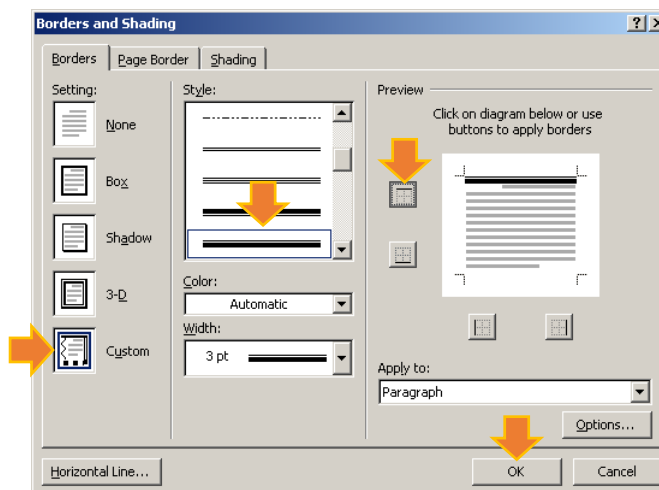 Borders and Shading
Borders
Page Border
Shading
Setting:
None
Box
Shadow
3-D
Custom
Style:
Color:
Automatic
Width:
3 pt
Preview
Click on diagram below or use
buttons to apply borders
Apply to:
Paragraph
Options...
Horizontal Line...
OK
Cancel